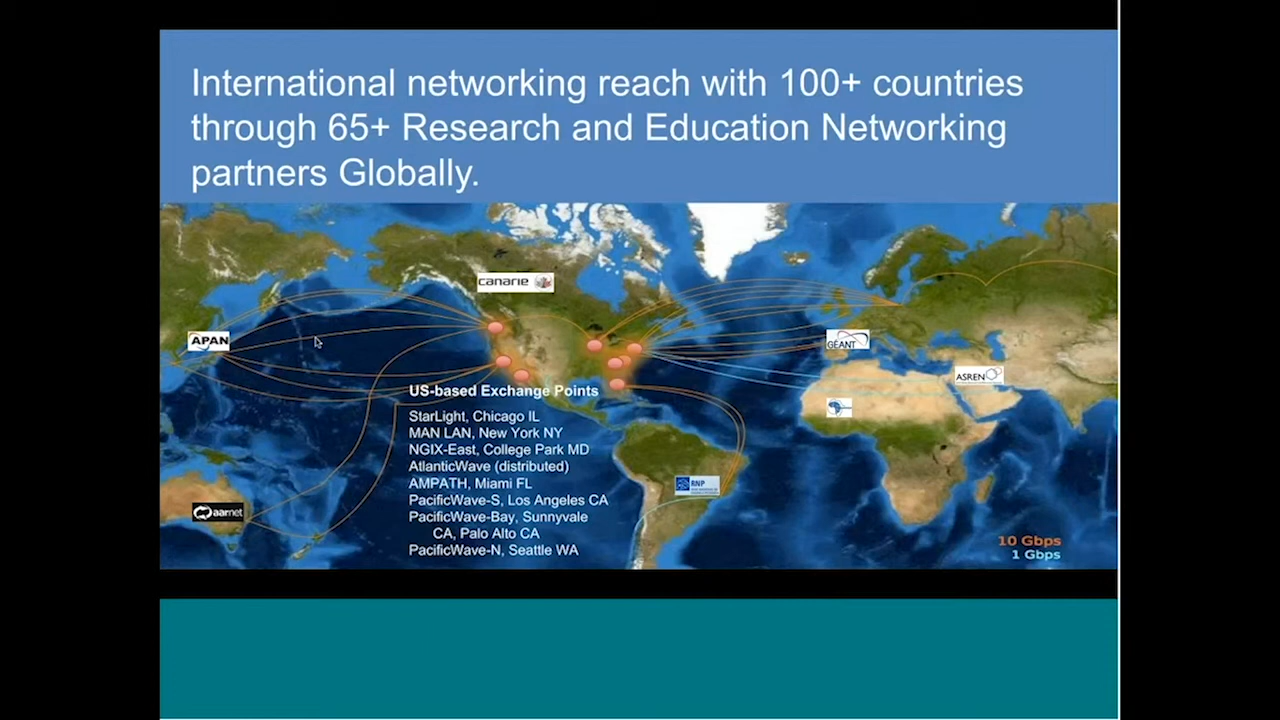 International networking reach with 100+ countries
through 65+ Research and Education Networking
partners Globally.
canarie
APAN
GÉANT
ASREN
US-based Exchange Points
StarLight, Chicago IL
MAN LAN, New York NY
NGIX-East, College Park MD
AtlanticWave (distributed)
AMPATH, Miami FL
PacificWave-S, Los Angeles CA
PacificWave-Bay, Sunnyvale
CA, Palo Alto CA
PacificWave-N, Seattle WA
RNP
aarnet
10 Gbps
1 Gbps